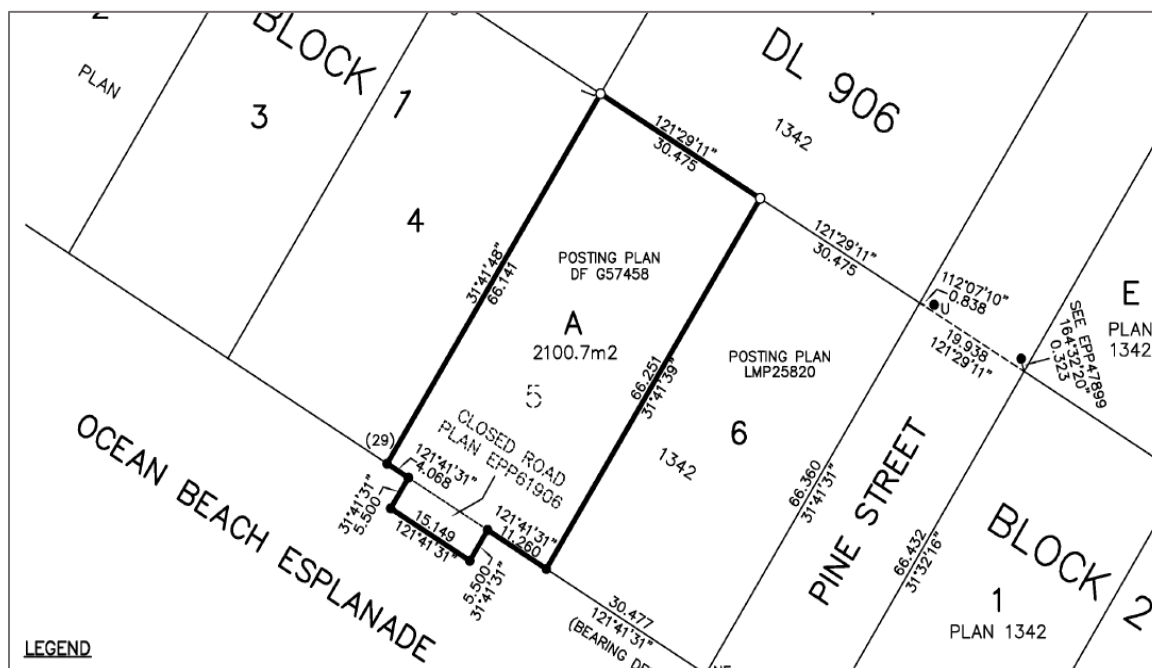 2
PLAN
BLOCK 1
3
4
DL 906
1342
121°29'11"
30.475
31°41'48"
66.141
POSTING PLAN
DF G57458
A
2100.7m2
5
66.251
31°41'39"
121°29'11"
30.475
POSTING PLAN
LMP25820
6
1342
112°07'10"
0.838
19.938
121°29'11"
SEE EPP47899
164°32'20"
0.323
E
PLAN
1342
CLOSED ROAD
PLAN EPP61906
(29)
121°41'31"
4.068
31°41'31"
5.500
15.149
121°41'31"
121°41'31"
11.260
5.500
31°41'31"
OCEAN BEACH ESPLANADE
66.360
31°41'31"
PINE STREET
66.432
31°32'16"
BLOCK 2
1
PLAN 1342
30.477
121°41'31"
(BEARING
LEGEND